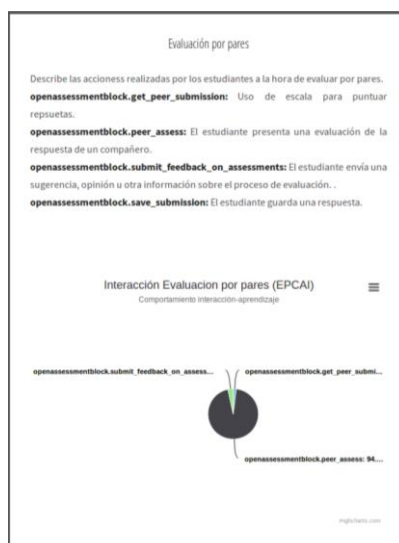 Evaluación por pares
Describe las accioness realizadas por los estudiantes a la hora de evaluar por pares.
openassessmentblock.get_peer_submission: Uso de escala para puntuar
repsuetas.
openassessmentblock.peer_assess: El estudiante presenta una evaluación de la
respuesta de un compañero.
openassessmentblock.submit_feedback_on_assessments: El estudiante envía una
sugerencia, opinión u otra información sobre el proceso de evaluación. .
openassessmentblock.save_submission: El estudiante guarda una respuesta.
Interacción Evaluacion por pares (EPCAI)
Comportamiento interacción-aprendizaje
openassessmentblock.submit_feedback_on_assess... openassessmentblock.get_peer_submi...
openassessmentblock.peer_assess: 94....